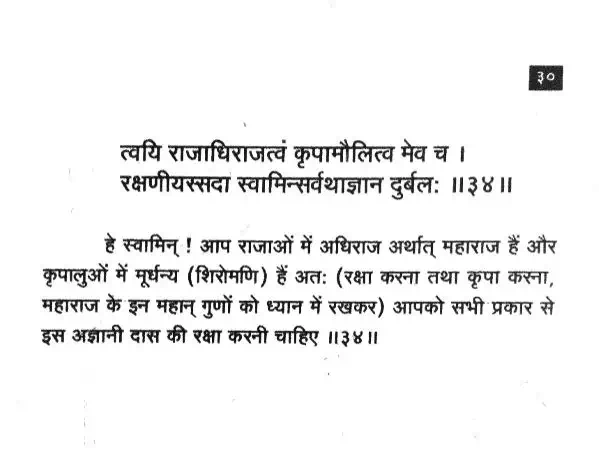 ३०
त्वयि राजाधिराजत्वं कृपामौलित्व मेव च ।
रक्षणीयस्सदा स्वामिन्सर्वथाज्ञान दुर्बलः ॥३४॥
हे स्वामिन् ! आप राजाओं में अधिराज अर्थात् महाराज हैं और
कृपालुओं में मूर्धन्य (शिरोमणि) हैं अतः (रक्षा करना तथा कृपा करना,
महाराज के इन महान् गुणों को ध्यान में रखकर) आपको सभी प्रकार से
इस अज्ञानी दास की रक्षा करनी चाहिए ॥३४॥